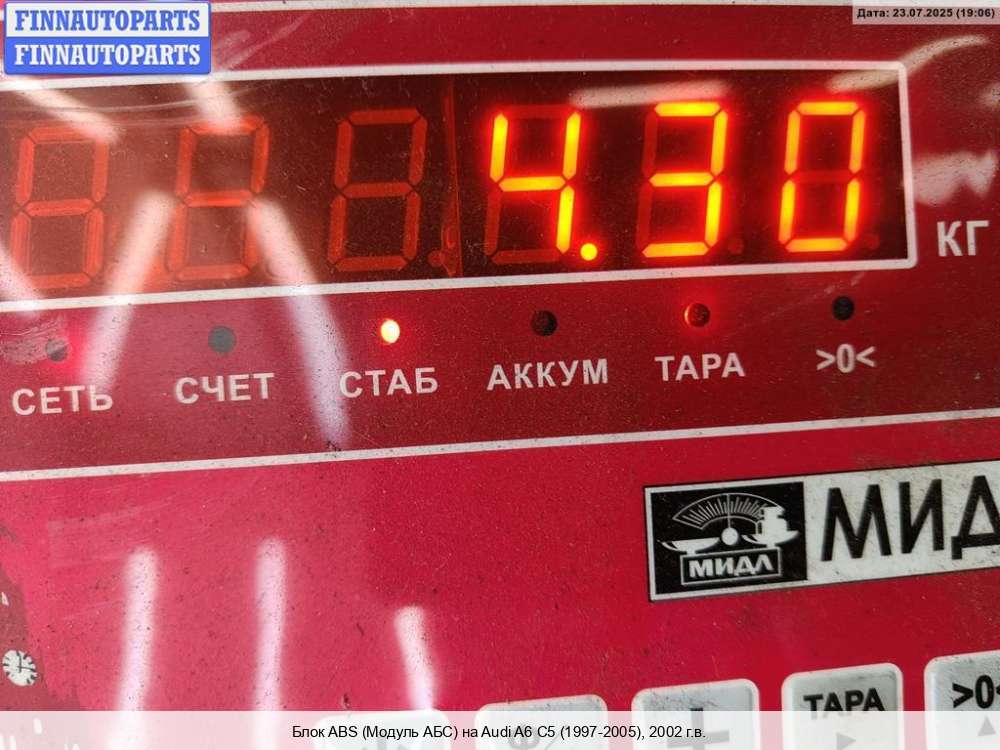 FINNAUTOPARTS
FINNAUTOPARTS
Дата: 23.07.2025 (19:06)
4.30
КГ
СЕТЬ СЧЕТ СТАБ АККУМ ТАРА >0<
МИДЛ
МИД
ТАРА
>0<
Блок ABS (Модуль АБС) на Audi A6 C5 (1997-2005), 2002 г.в.